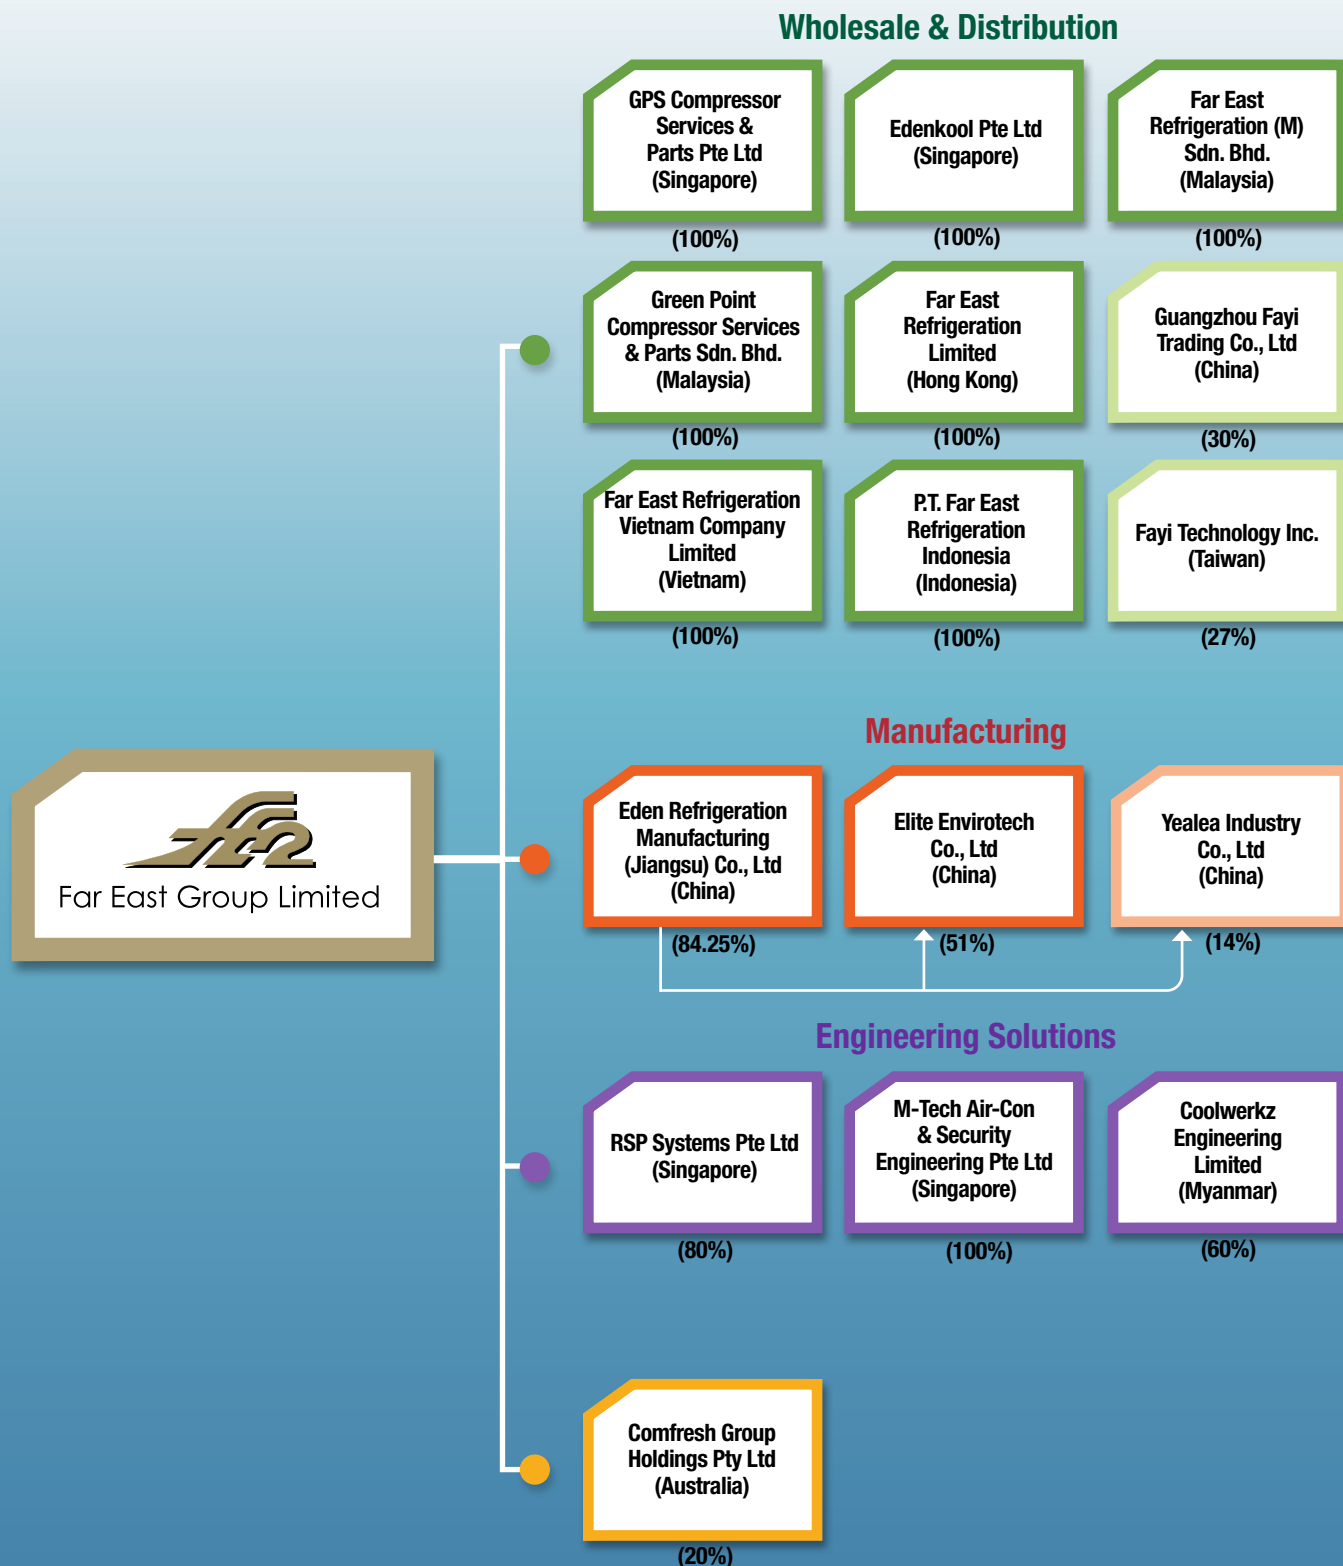 Wholesale & Distribution
GPS Compressor
Services &
Parts Pte Ltd
(Singapore)
(100%)
Edenkool Pte Ltd
(Singapore)
(100%)
Far East
Refrigeration (M)
Sdn. Bhd.
(Malaysia)
(100%)
Green Point
Compressor Services
& Parts Sdn. Bhd.
(Malaysia)
(100%)
Far East
Refrigeration
Limited
(Hong Kong)
(100%)
Guangzhou Fayi
Trading Co., Ltd
(China)
(30%)
Far East Refrigeration
Vietnam Company
Limited
(Vietnam)
(100%)
P.T. Far East
Refrigeration
Indonesia
(Indonesia)
(100%)
Fayi Technology Inc.
(Taiwan)
(27%)
Far East Group Limited
Manufacturing
Eden Refrigeration
Manufacturing
(Jiangsu) Co., Ltd
(China)
(84.25%)
Elite Envirotech
Co., Ltd
(China)
(51%)
Yealea Industry
Co., Ltd
(China)
(14%)
Engineering Solutions
RSP Systems Pte Ltd
(Singapore)
(80%)
M-Tech Air-Con
& Security
Engineering Pte Ltd
(Singapore)
(100%)
Coolwerkz
Engineering
Limited
(Myanmar)
(60%)
Comfresh Group
Holdings Pty Ltd
(Australia)
(20%)